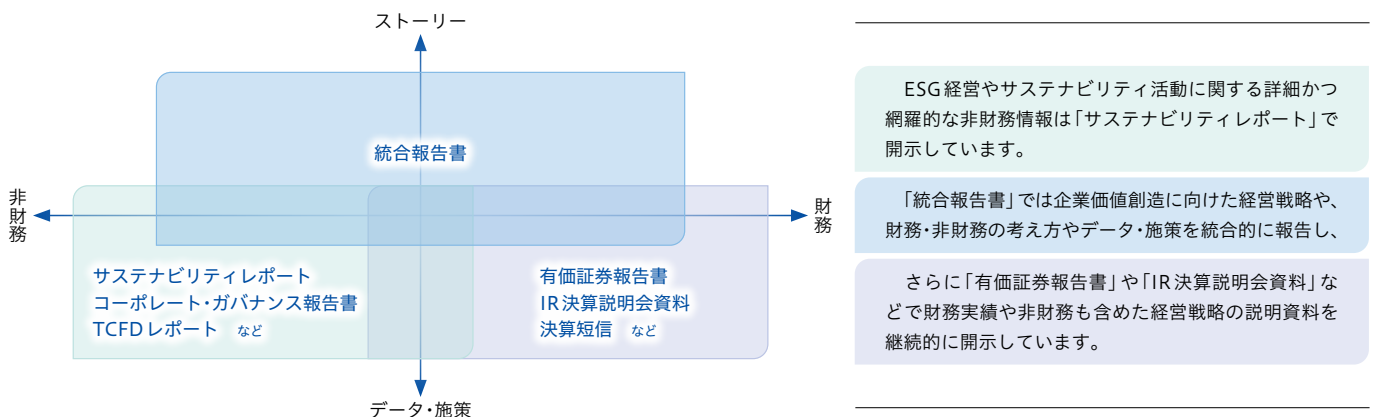 ストーリー
統合報告書
非財務
財務
サステナビリティレポート
コーポレート・ガバナンス報告書
TCFDレポート など
有価証券報告書
IR決算説明会資料
決算短信 など
データ・施策
ESG経営やサステナビリティ活動に関する詳細かつ
網羅的な非財務情報は「サステナビリティレポート」で
開示しています。
「統合報告書」では企業価値創造に向けた経営戦略や、
財務・非財務の考え方やデータ・施策を統合的に報告し、
さらに「有価証券報告書」や「IR決算説明会資料」な
どで財務実績や非財務も含めた経営戦略の説明資料を
継続的に開示しています。